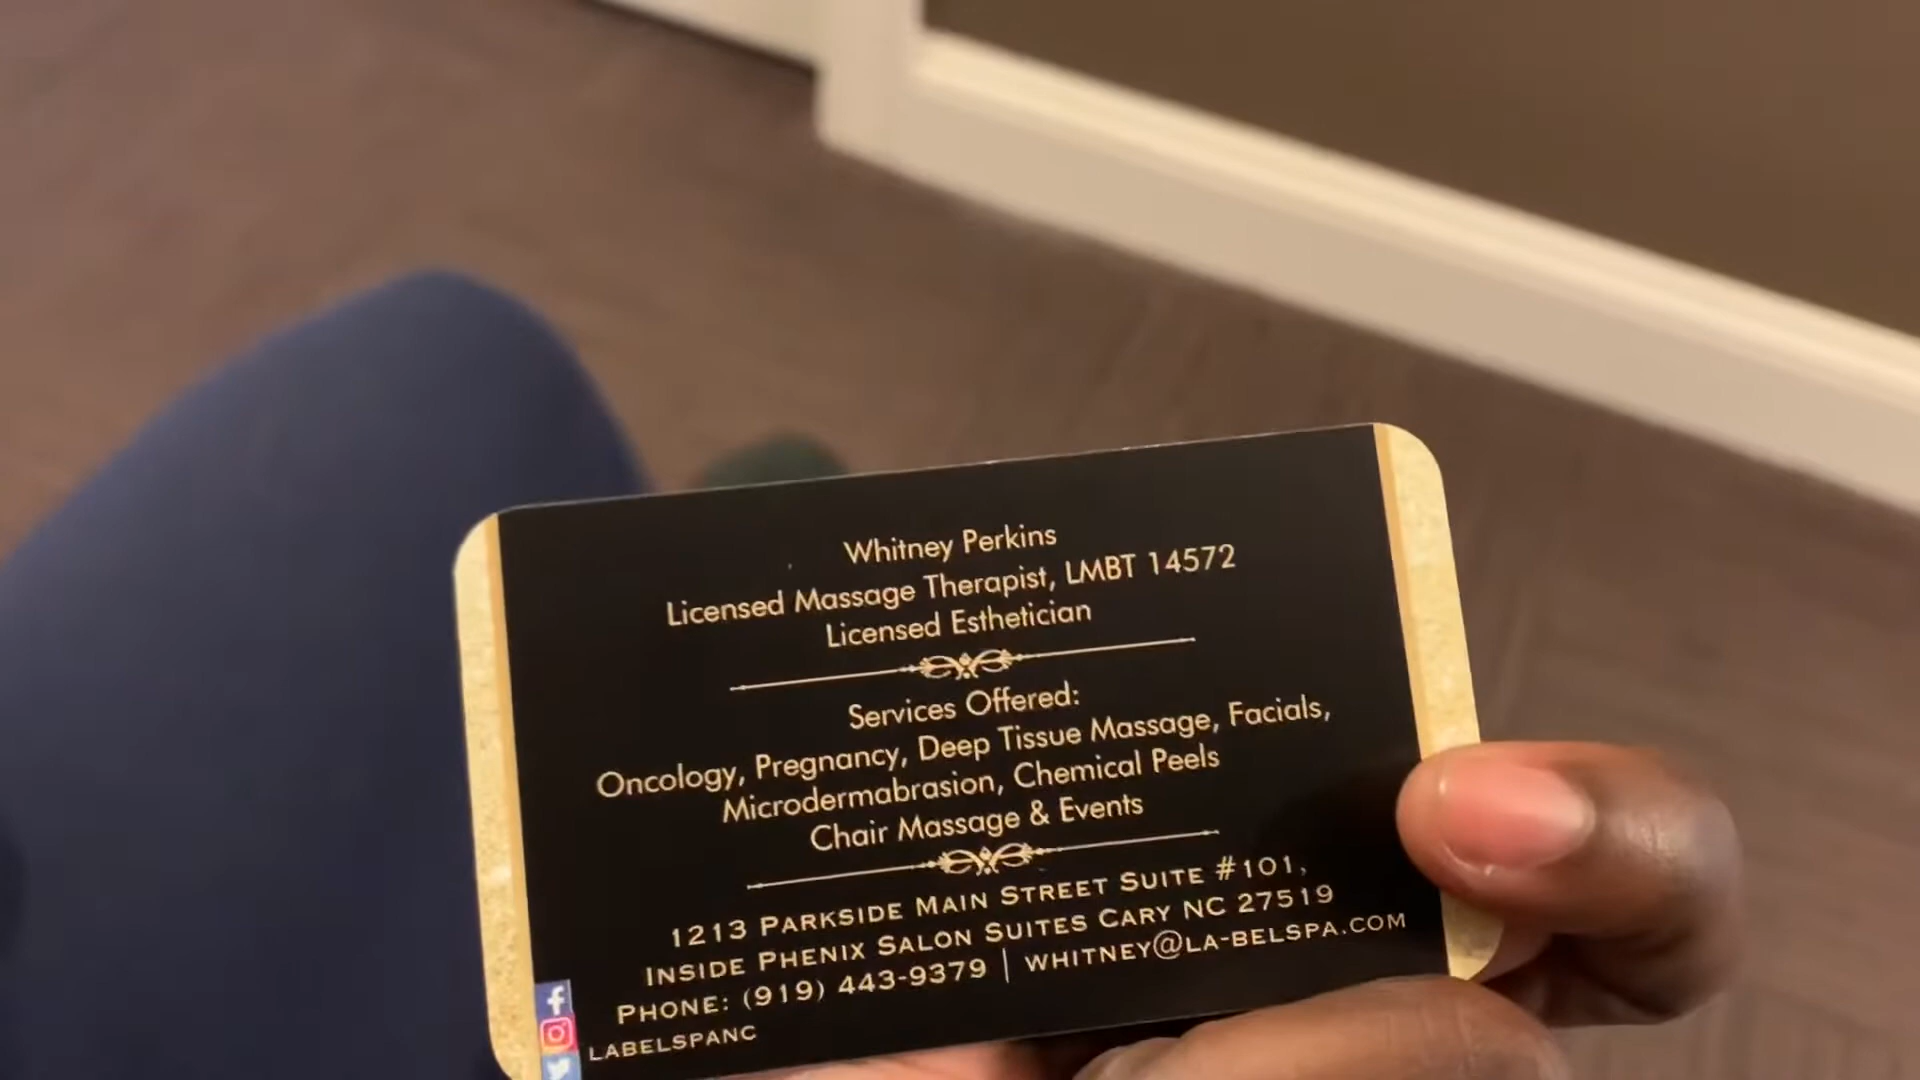 Whitney Perkins
Licensed Massage Therapist, LMBT 14572
Licensed Esthetician
Services Offered:
Oncology, Pregnancy, Deep Tissue Massage, Facials,
Microdermabrasion, Chemical Peels
Chair Massage & Events
1213 PARKSIDE MAIN STREET SUITE #101,
INSIDE PHENIX SALON SUITES CARY NC 27519
PHONE: (919) 443-9379 | WHITNEY@LA-BELSPA.COM
LABELSPANC